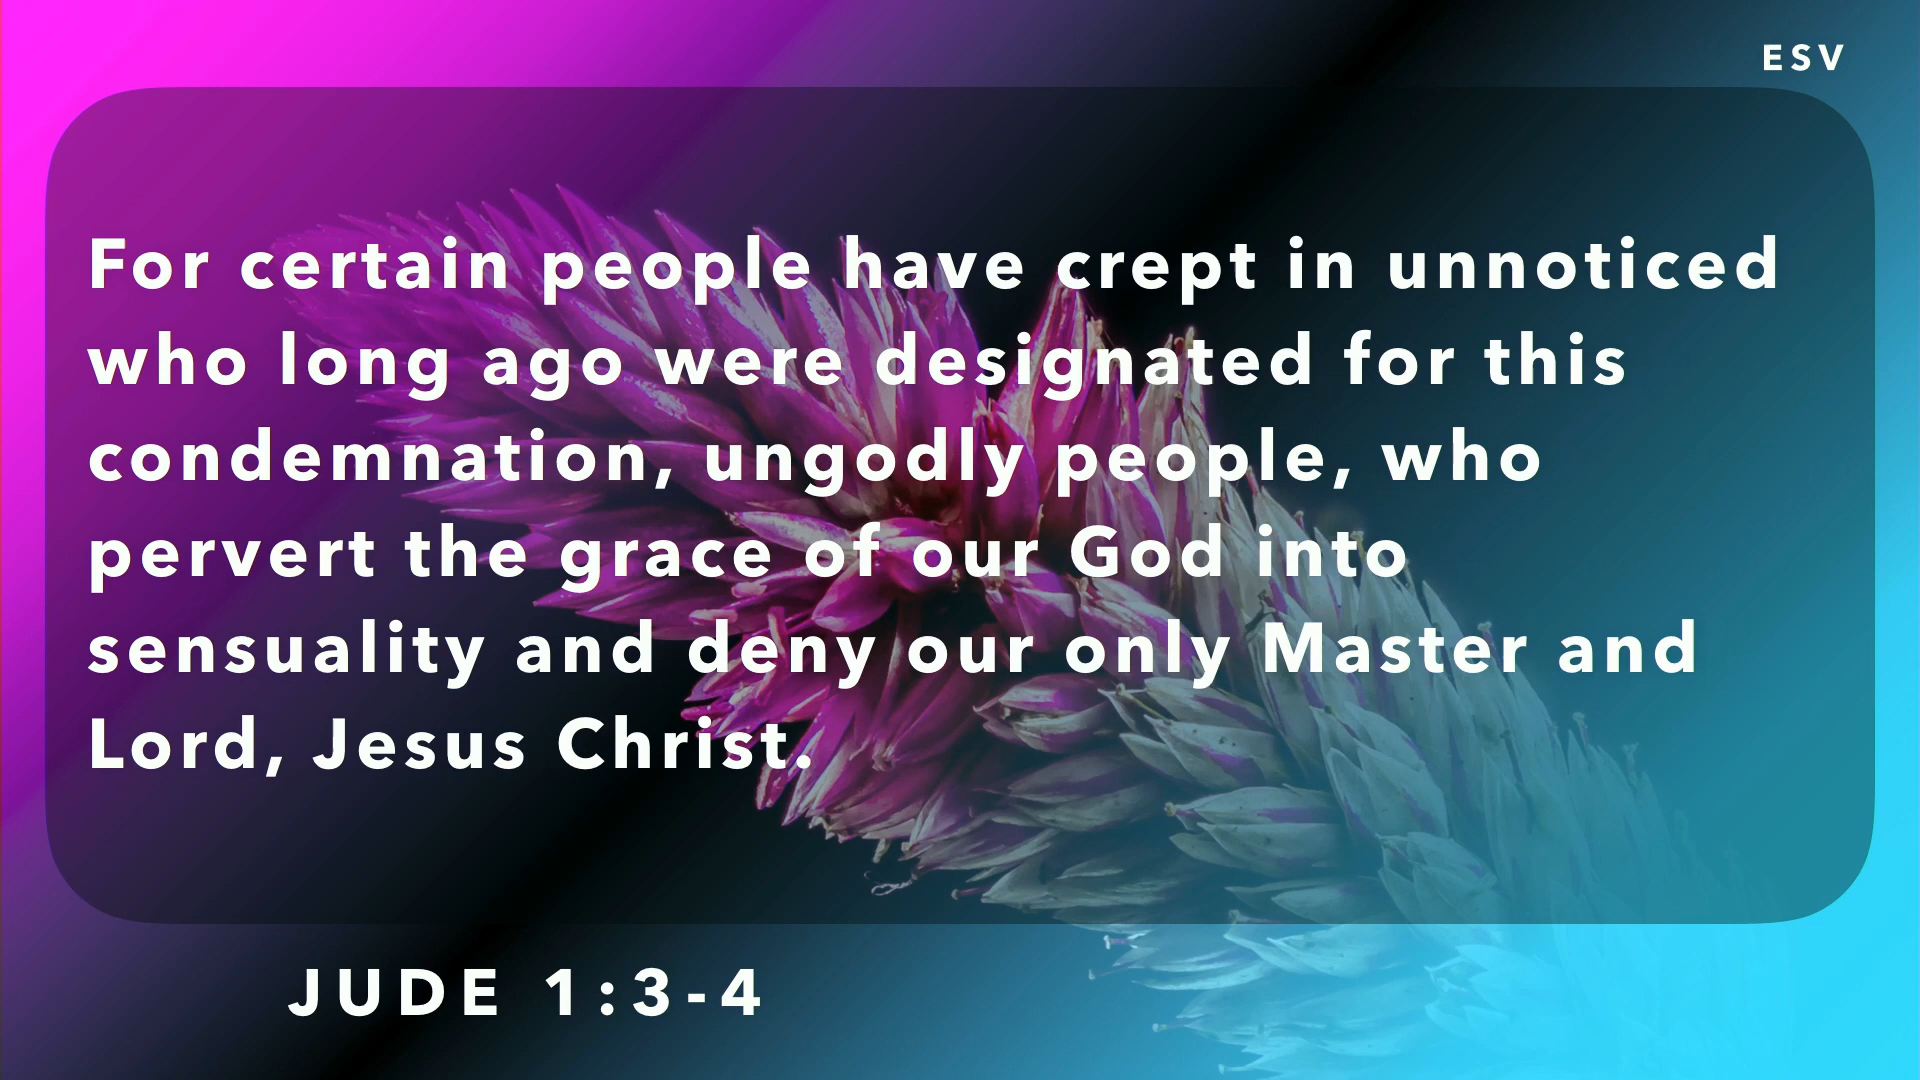 ESV
For certain people have crept in unnoticed
who long ago were designated for this
condemnation, ungodly people, who
pervert the grace of our God into
sensuality and deny our only Master and
Lord, Jesus Christ.
JUDE 1:3-4